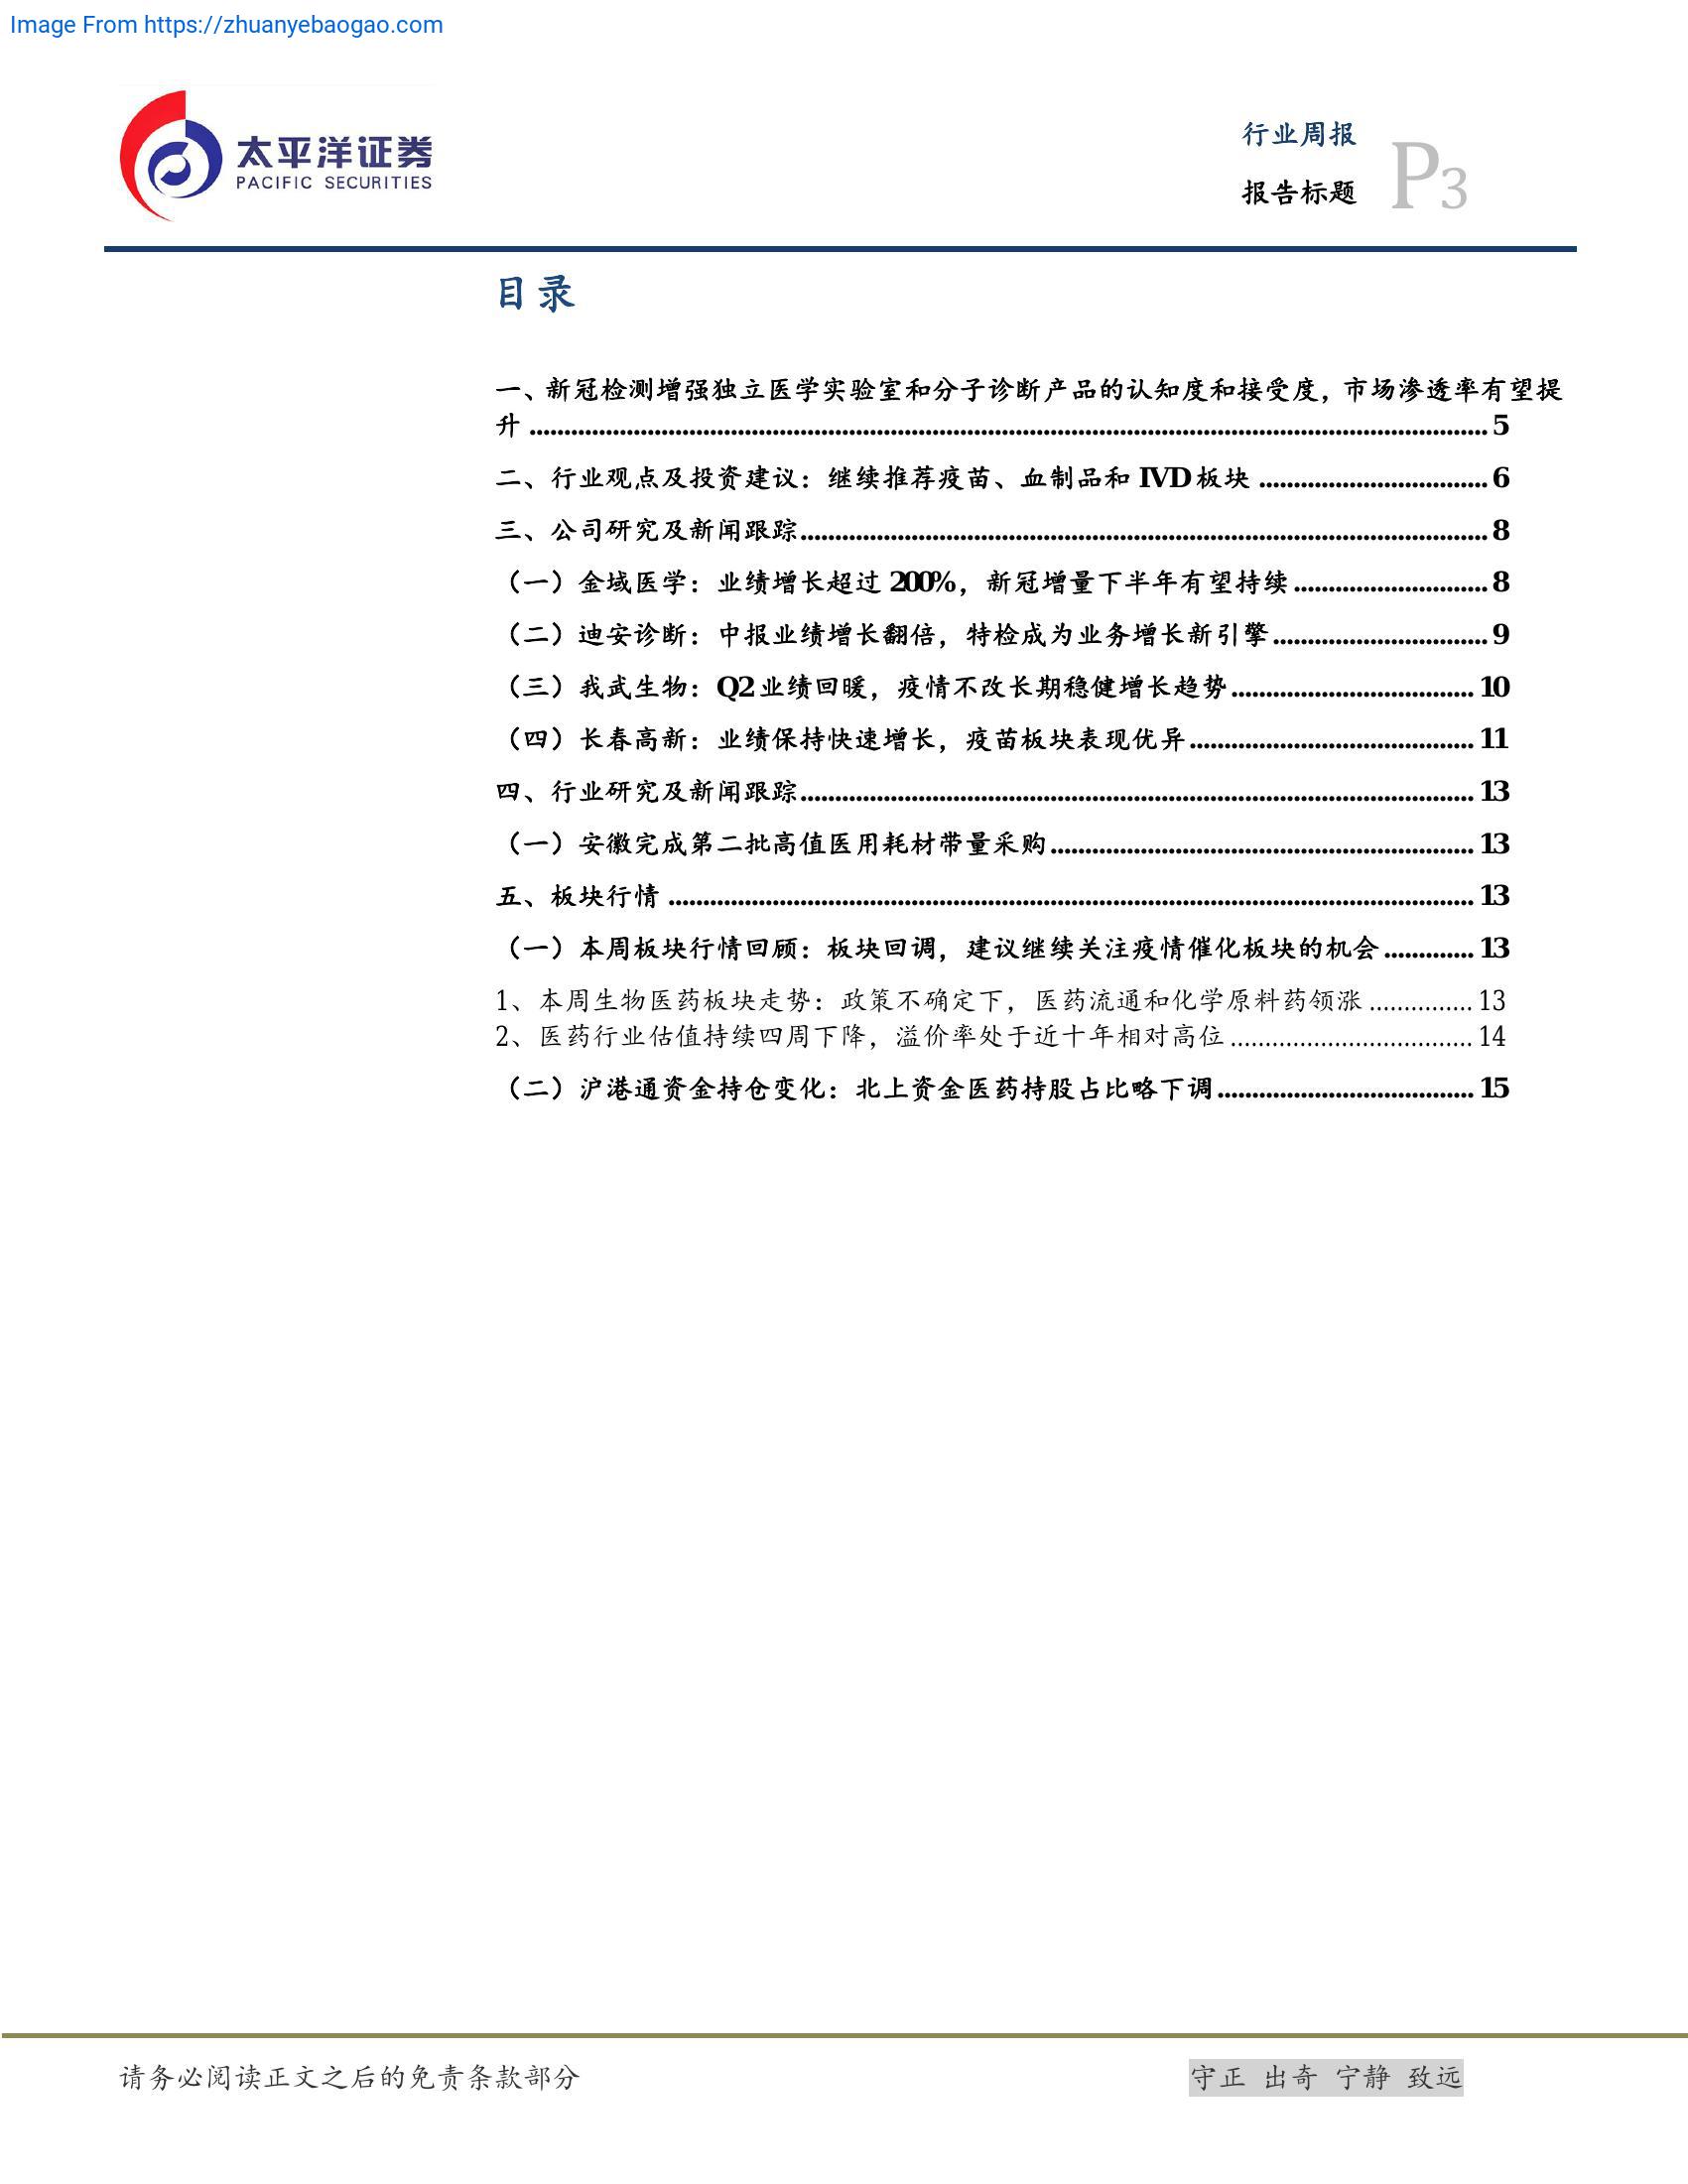 Image From https://zhuanyebaogao.com
太平洋证券
PACIFIC SECURITIES
行业周报
报告标题
P3
目录
一、新冠检测增强独立医学实验室和分子诊断产品的认知度和接受度，市场渗透率有望提
升 ........................................................................................................................................ 5
二、行业观点及投资建议：继续推荐疫苗、血制品和 IVD 板块 ................................. 6
三、公司研究及新闻跟踪.................................................................................................. 8
（一）金域医学：业绩增长超过 200%，新冠增量下半年有望持续............................ 8
（二）迪安诊断：中报业绩增长翻倍，特检成为业务增长新引擎............................... 9
（三）我武生物：Q2 业绩回暖，疫情不改长期稳健增长趋势................................... 10
（四）长春高新：业绩保持快速增长，疫苗板块表现优异......................................... 11
四、行业研究及新闻跟踪................................................................................................ 13
（一）安徽完成第二批高值医用耗材带量采购............................................................. 13
五、板块行情 .................................................................................................................... 13
（一）本周板块行情回顾：板块回调，建议继续关注疫情催化板块的机会............. 13
1、本周生物医药板块走势：政策不确定下，医药流通和化学原料药领涨 ............... 13
2、医药行业估值持续四周下降，溢价率处于近十年相对高位 ................................... 14
（二）沪港通资金持仓变化：北上资金医药持股占比略下调..................................... 15
请务必阅读正文之后的免责条款部分
守正 出奇 宁静 致远